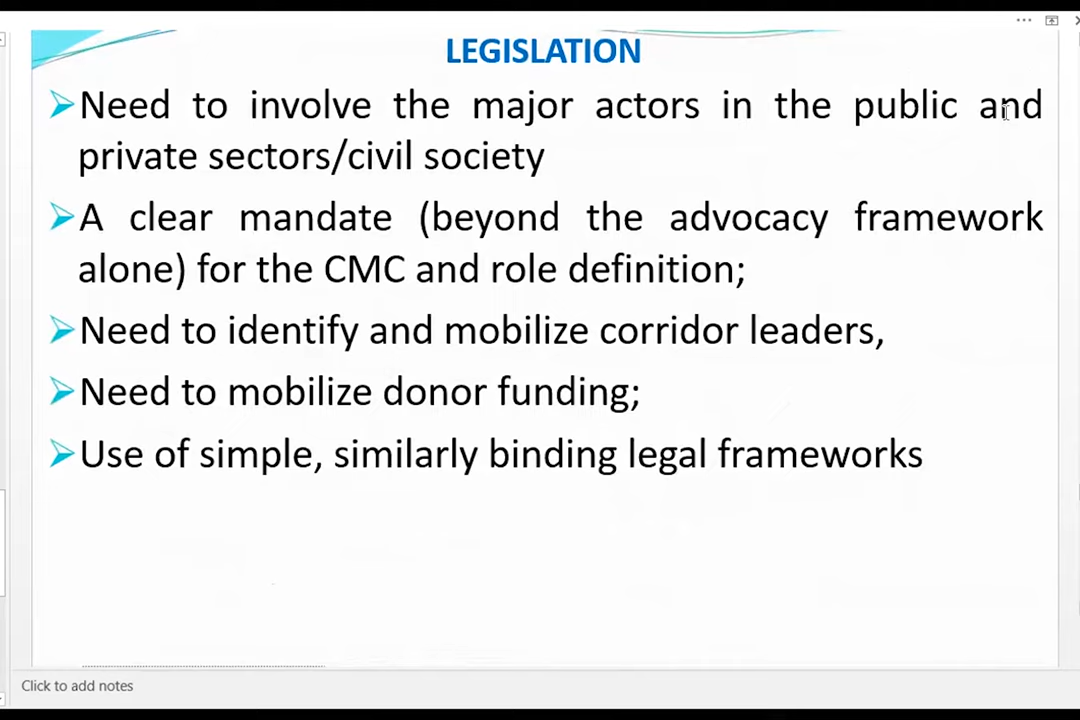 LEGISLATION
Need to involve the major actors in the public and
private sectors/civil society
A clear mandate (beyond the advocacy framework
alone) for the CMC and role definition;
Need to identify and mobilize corridor leaders,
Need to mobilize donor funding;
Use of simple, similarly binding legal frameworks
Click to add notes